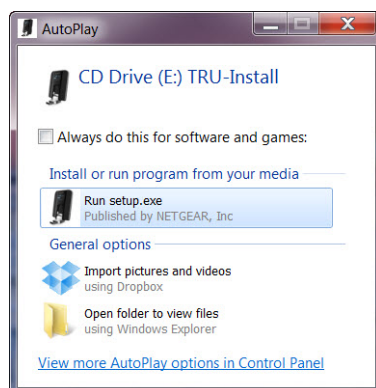 AutoPlay
CD Drive (E:) TRU-Install
Always do this for software and games:
Install or run program from your media
Run setup.exe
Published by NETGEAR, Inc
General options
Import pictures and videos
using Dropbox
Open folder to view files
using Windows Explorer
View more AutoPlay options in Control Panel